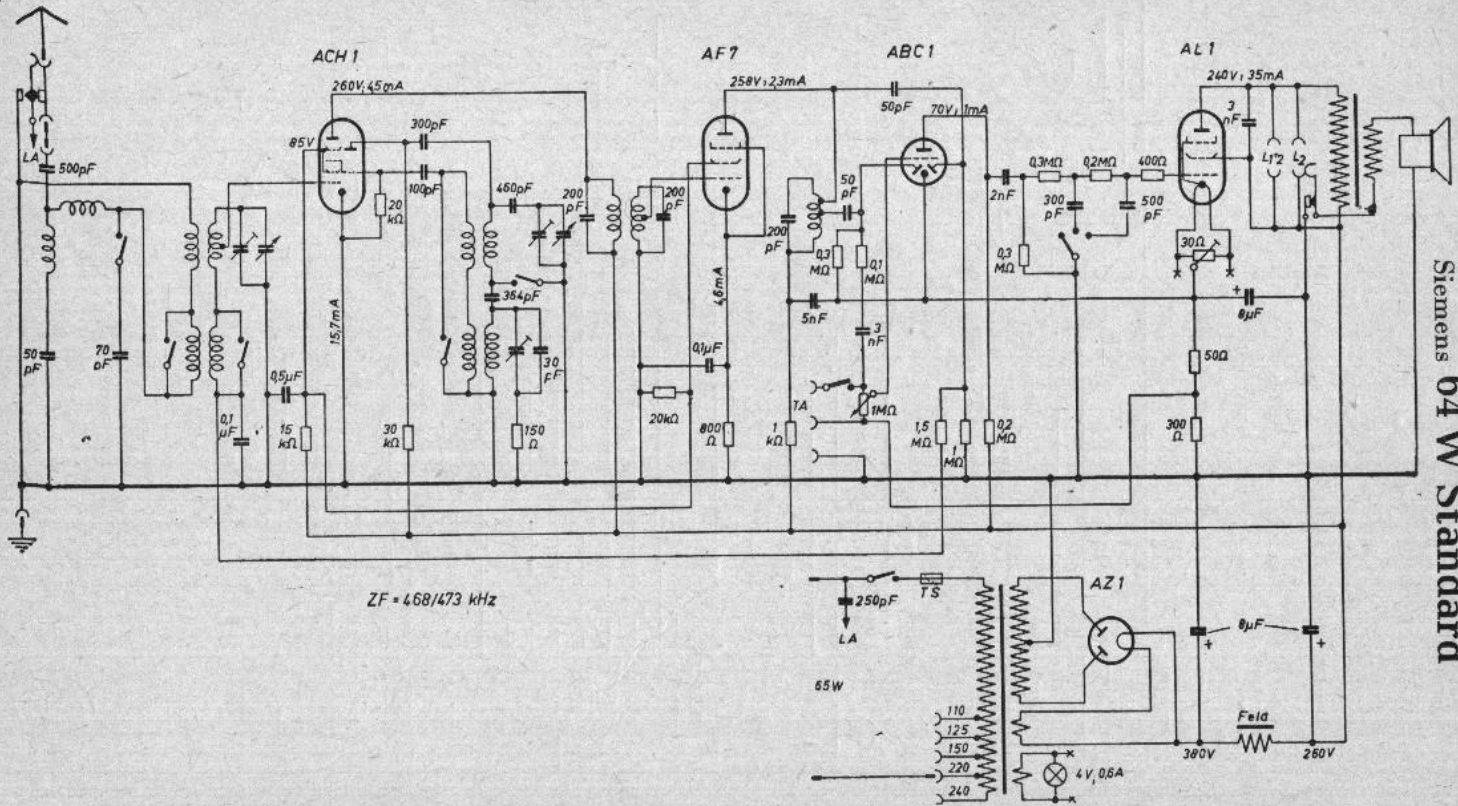 ACH 1
AF 7
ABC 1
AL 1
260V, 4,5mA
258V, 2,3mA
240V, 35mA
70V, 1mA
50pF
3 nF
85V
300pF
LA
500pF
100pF
460pF
20 kΩ
200 pF
200 pF
50 pF
200 pF
2nF
0,3MΩ
0,2MΩ
400Ω
300 pF
500 pF
L1*2
L2
0,3 MΩ
0,1 MΩ
0,3 MΩ
30Ω
364pF
15,7mA
4,6mA
5nF
+
8µF
3 nF
50 pF
70 pF
30 pF
0,1µF
50Ω
0,5µF
20kΩ
TA
1MΩ
0,1 µF
15 kΩ
30 kΩ
150 Ω
800 Ω
1 kΩ
1,5 MΩ
1 MΩ
0,2 MΩ
300 Ω
ZF = 468/473 kHz
250pF
TS
LA
AZ 1
65W
8µF
+
+
110
125
150
220
240
Feld
380V
260V
4V, 0,6A
Siemens 64 W Standard